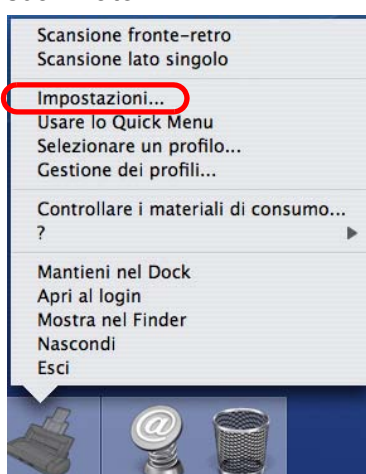 Scansione fronte-retro
Scansione lato singolo
Impostazioni...
Usare lo Quick Menu
Selezionare un profilo...
Gestione dei profili...
Controllare i materiali di consumo...
?
Mantieni nel Dock
Apri al login
Mostra nel Finder
Nascondi
Esci
@